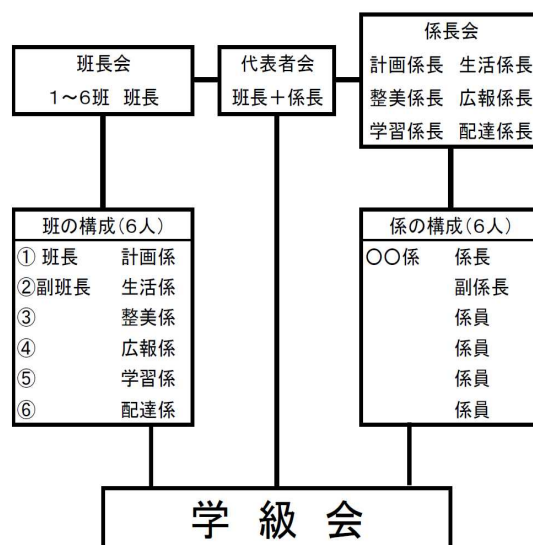 班長会
1~6班 班長
代表者会
班長+係長
係長会
計画係長 生活係長
整美係長 広報係長
学習係長 配達係長
班の構成(6人)
① 班長 計画係
②副班長 生活係
③ 整美係
④ 広報係
⑤ 学習係
⑥ 配達係
係の構成(6人)
〇〇係 係長
副係長
係員
係員
係員
係員
学 級 会